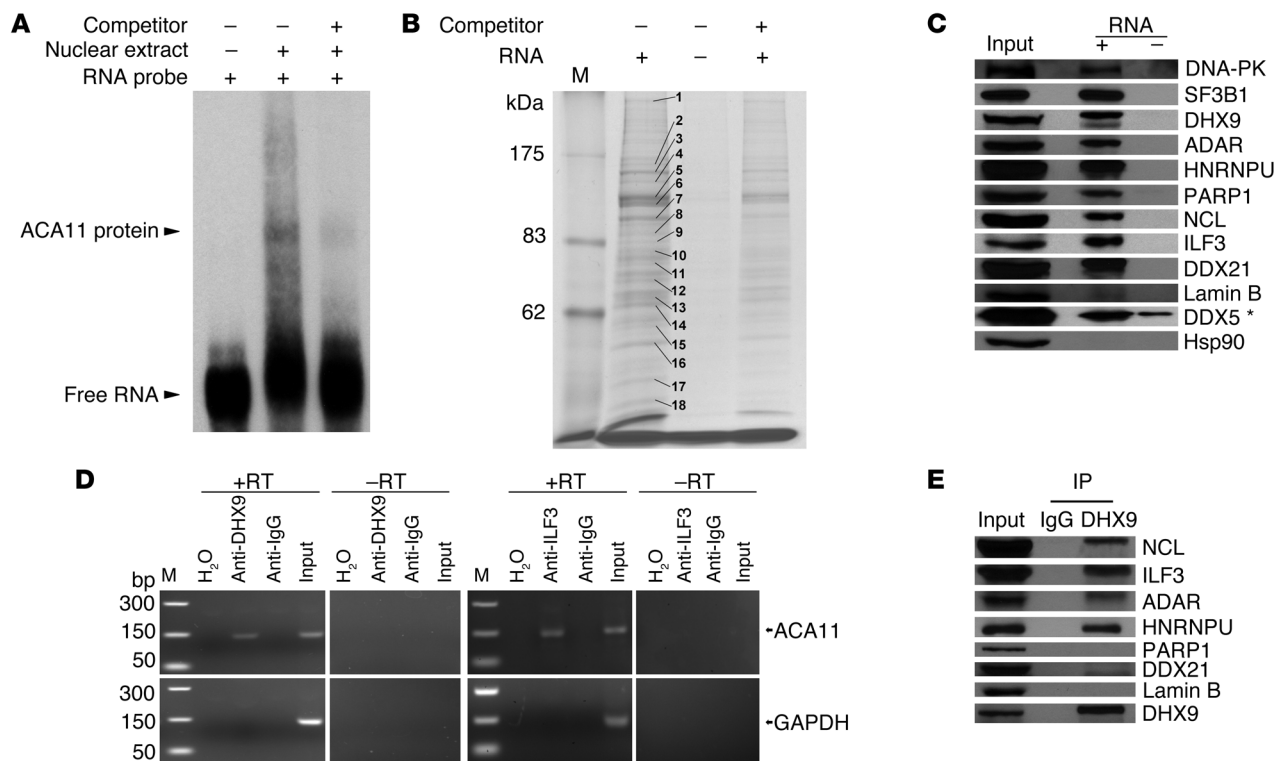 A
Competitor – – +
Nuclear extract – + +
RNA probe + + +
ACA11 protein
Free RNA
B
Competitor – – +
RNA + – +
M
kDa
175
83
62
1
2
3
4
5
6
7
8
9
10
11
12
13
14
15
16
17
18
C
RNA
Input + –
DNA-PK
SF3B1
DHX9
ADAR
HNRNPU
PARP1
NCL
ILF3
DDX21
Lamin B
DDX5 *
Hsp90
D
+RT –RT +RT –RT
bp M H₂O Anti-DHX9 Anti-IgG Input H₂O Anti-DHX9 Anti-IgG Input M H₂O Anti-ILF3 Anti-IgG Input H₂O Anti-ILF3 Anti-IgG Input
300
150
50
ACA11
300
150
50
GAPDH
E
IP
Input IgG DHX9
NCL
ILF3
ADAR
HNRNPU
PARP1
DDX21
Lamin B
DHX9